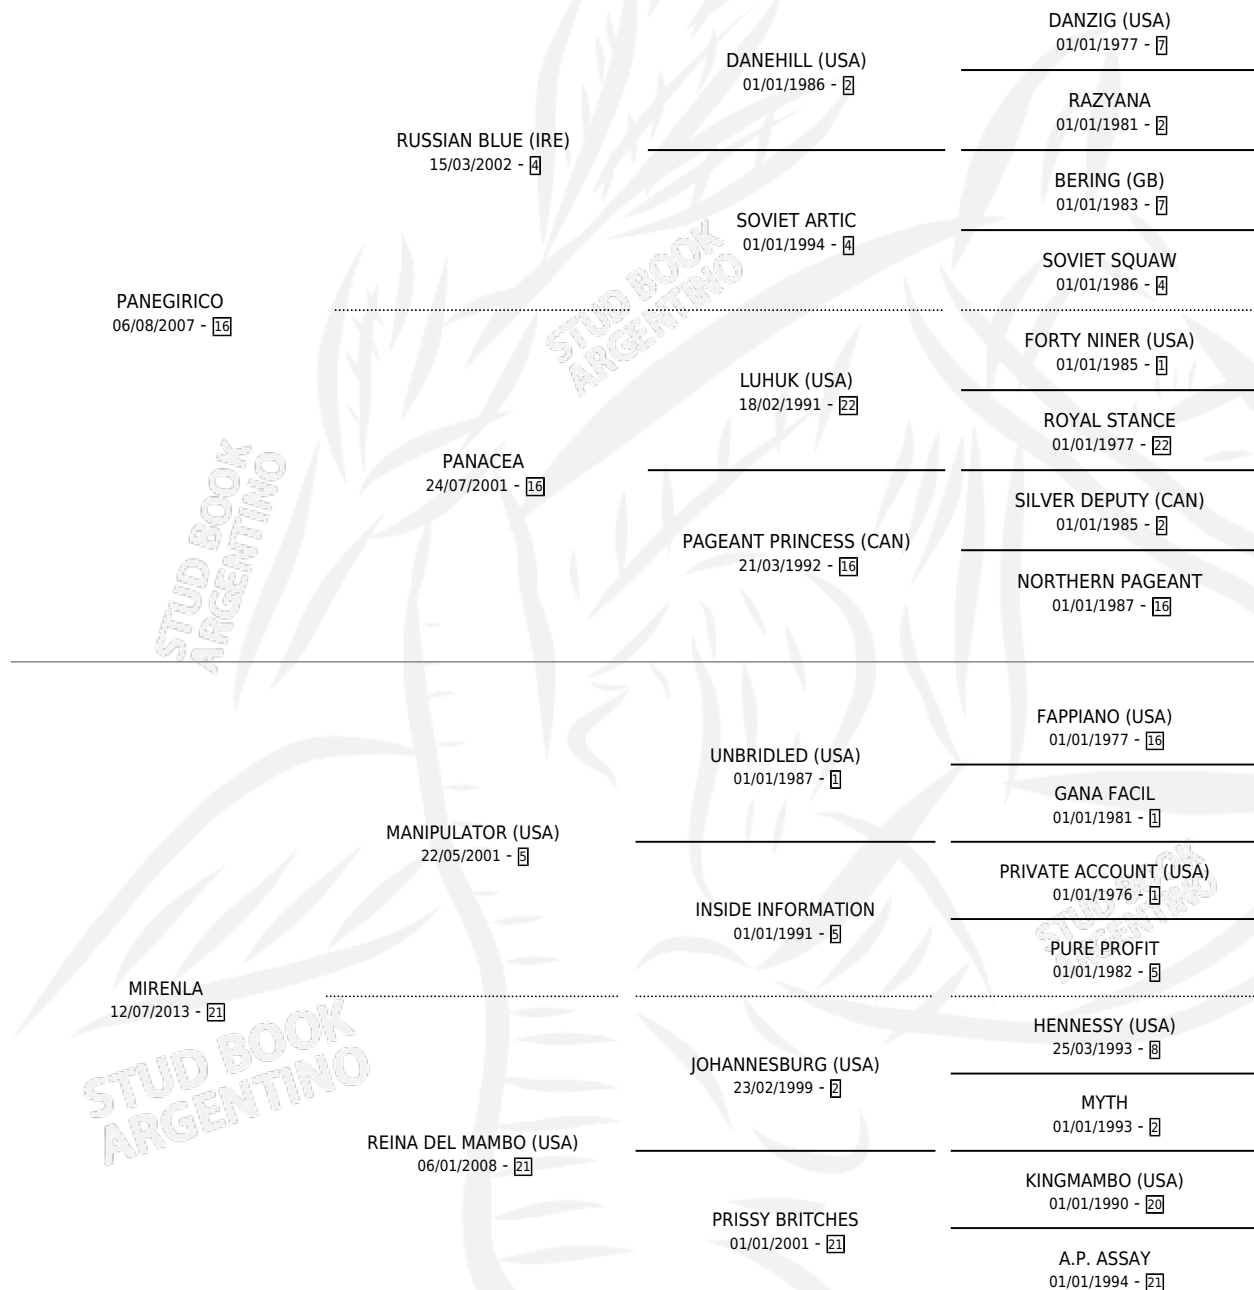 DANZIG (USA)
01/01/1977 - 7
DANEHILL (USA)
01/01/1986 - 2
RAZYANA
01/01/1981 - 2
RUSSIAN BLUE (IRE)
15/03/2002 - 4
BERING (GB)
01/01/1983 - 7
SOVIET ARTIC
01/01/1994 - 4
SOVIET SQUAW
01/01/1986 - 4
PANEGIRICO
06/08/2007 - 16
STUD BOOK
ARGENTINO
FORTY NINER (USA)
01/01/1985 - 1
LUHUK (USA)
18/02/1991 - 22
ROYAL STANCE
01/01/1977 - 22
PANACEA
24/07/2001 - 16
SILVER DEPUTY (CAN)
01/01/1985 - 2
PAGEANT PRINCESS (CAN)
21/03/1992 - 16
NORTHERN PAGEANT
01/01/1987 - 16
STUD BOOK
ARGENTINO
FAPPIANO (USA)
01/01/1977 - 16
UNBRIDLED (USA)
01/01/1987 - 1
GANA FACIL
01/01/1981 - 1
MANIPULATOR (USA)
22/05/2001 - 5
PRIVATE ACCOUNT (USA)
01/01/1976 - 1
INSIDE INFORMATION
01/01/1991 - 5
STUD BOOK
ARGENTINO
PURE PROFIT
01/01/1982 - 5
MIRENLA
12/07/2013 - 21
STUD BOOK
ARGENTINO
HENNESSY (USA)
25/03/1993 - 8
JOHANNESBURG (USA)
23/02/1999 - 2
MYTH
01/01/1993 - 2
REINA DEL MAMBO (USA)
06/01/2008 - 21
KINGMAMBO (USA)
01/01/1990 - 20
PRISSY BRITCHES
01/01/2001 - 21
A.P. ASSAY
01/01/1994 - 21